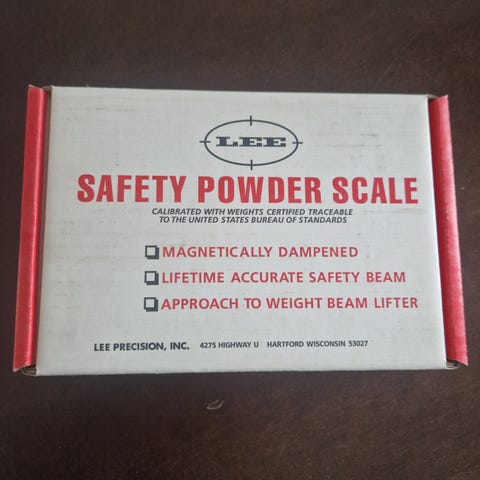 LEE
SAFETY POWDER SCALE
CALIBRATED WITH WEIGHTS CERTIFIED TRACEABLE
TO THE UNITED STATES BUREAU OF STANDARDS
MAGNETICALLY DAMPENED
LIFETIME ACCURATE SAFETY BEAM
APPROACH TO WEIGHT BEAM LIFTER
LEE PRECISION, INC. 4275 HIGHWAY U HARTFORD WISCONSIN 53027